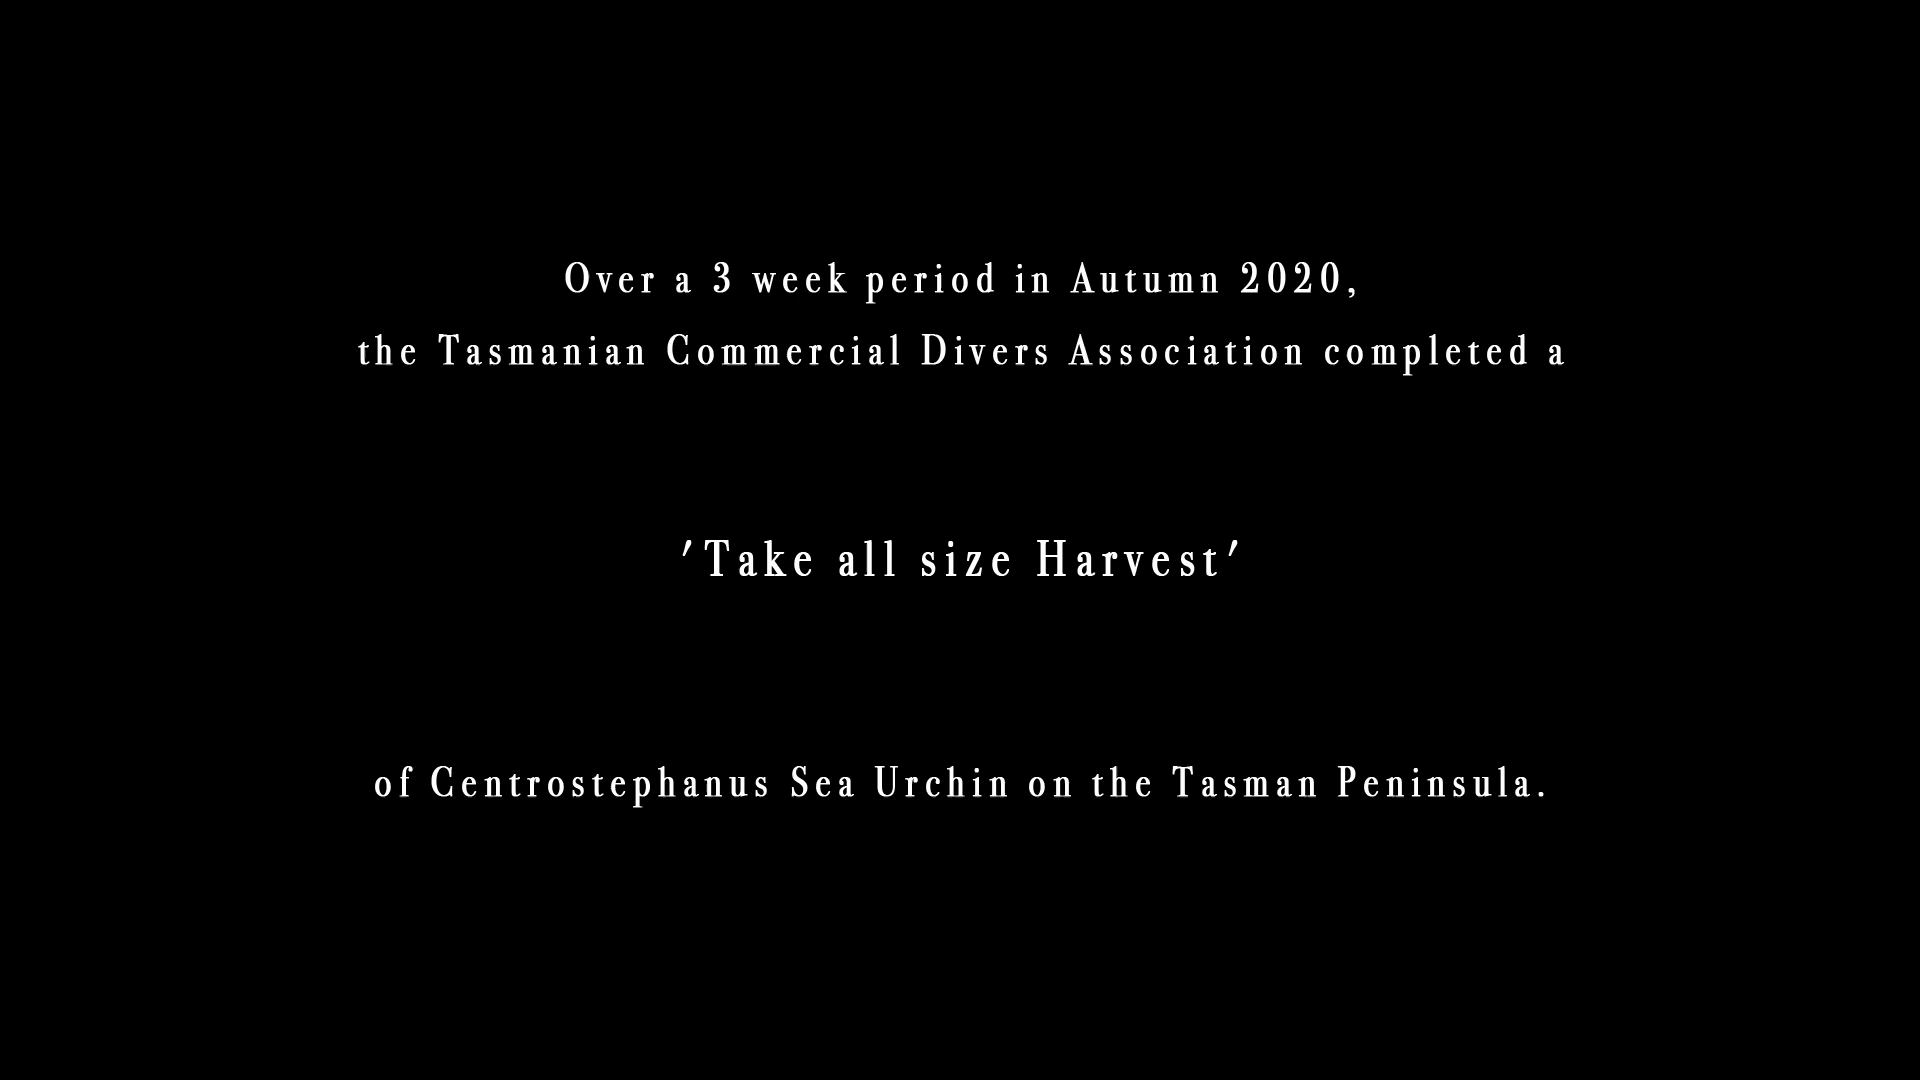 Over a 3 week period in Autumn 2020,
the Tasmanian Commercial Divers Association completed a
'Take all size Harvest'
of Centrostephanus Sea Urchin on the Tasman Peninsula.